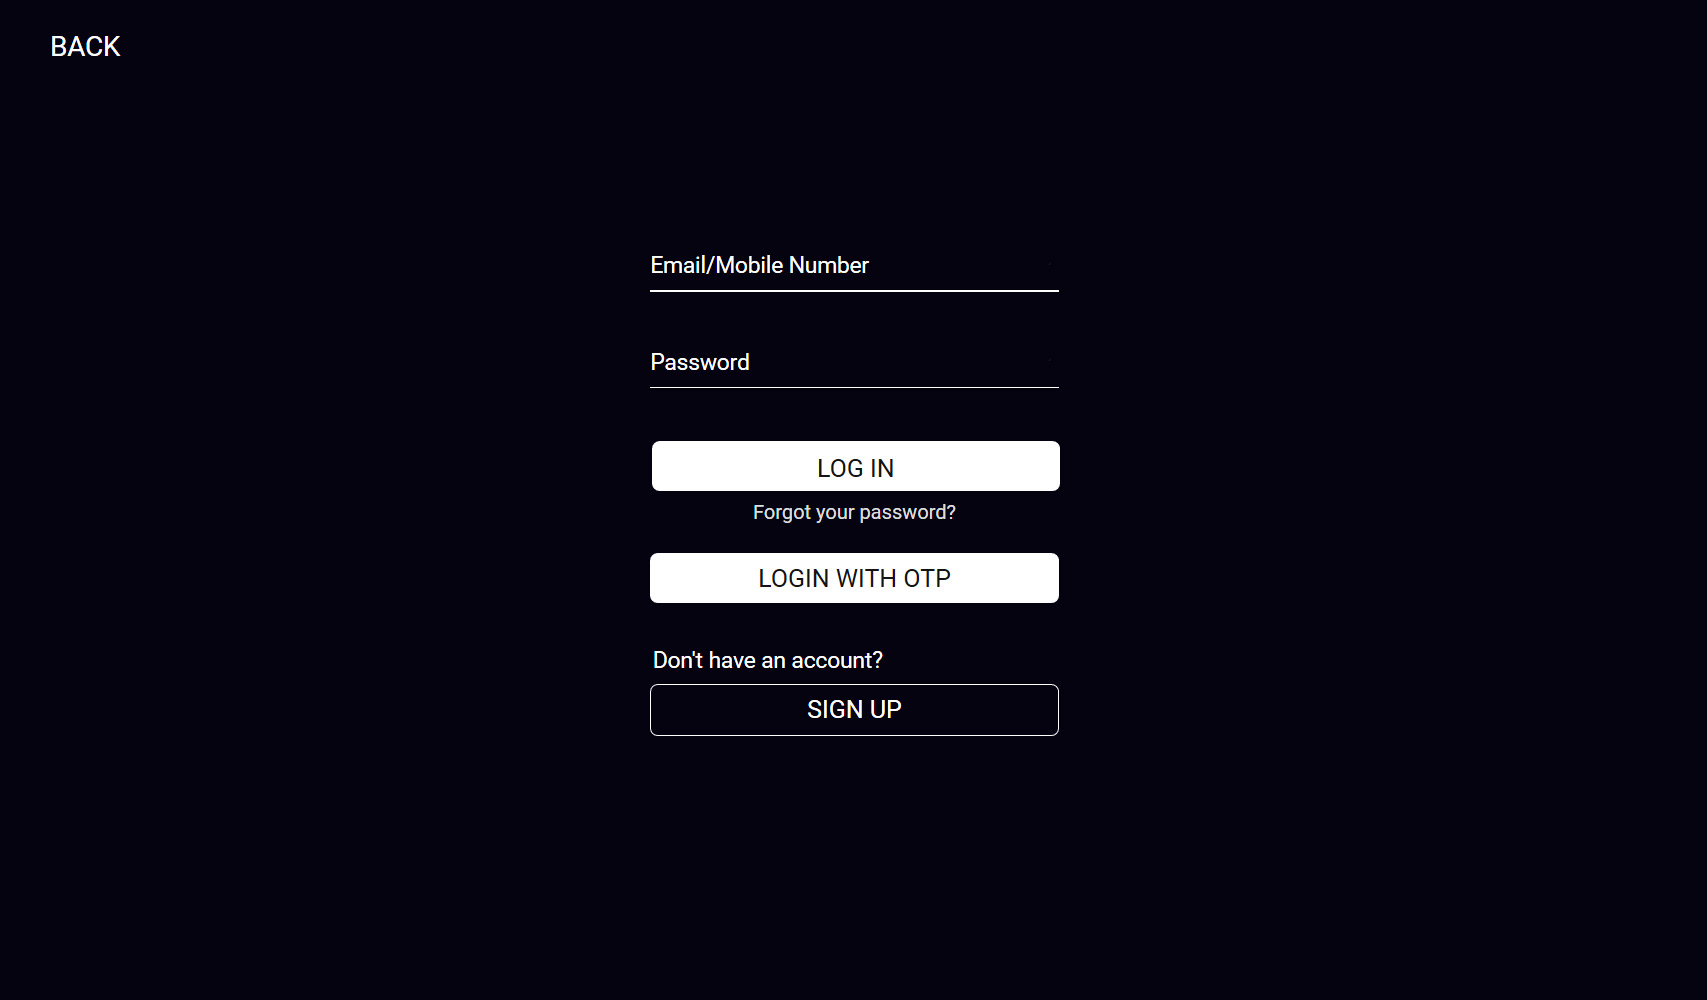 BACK
Email/Mobile Number
Password
LOG IN
Forgot your password?
LOGIN WITH OTP
Don't have an account?
SIGN UP